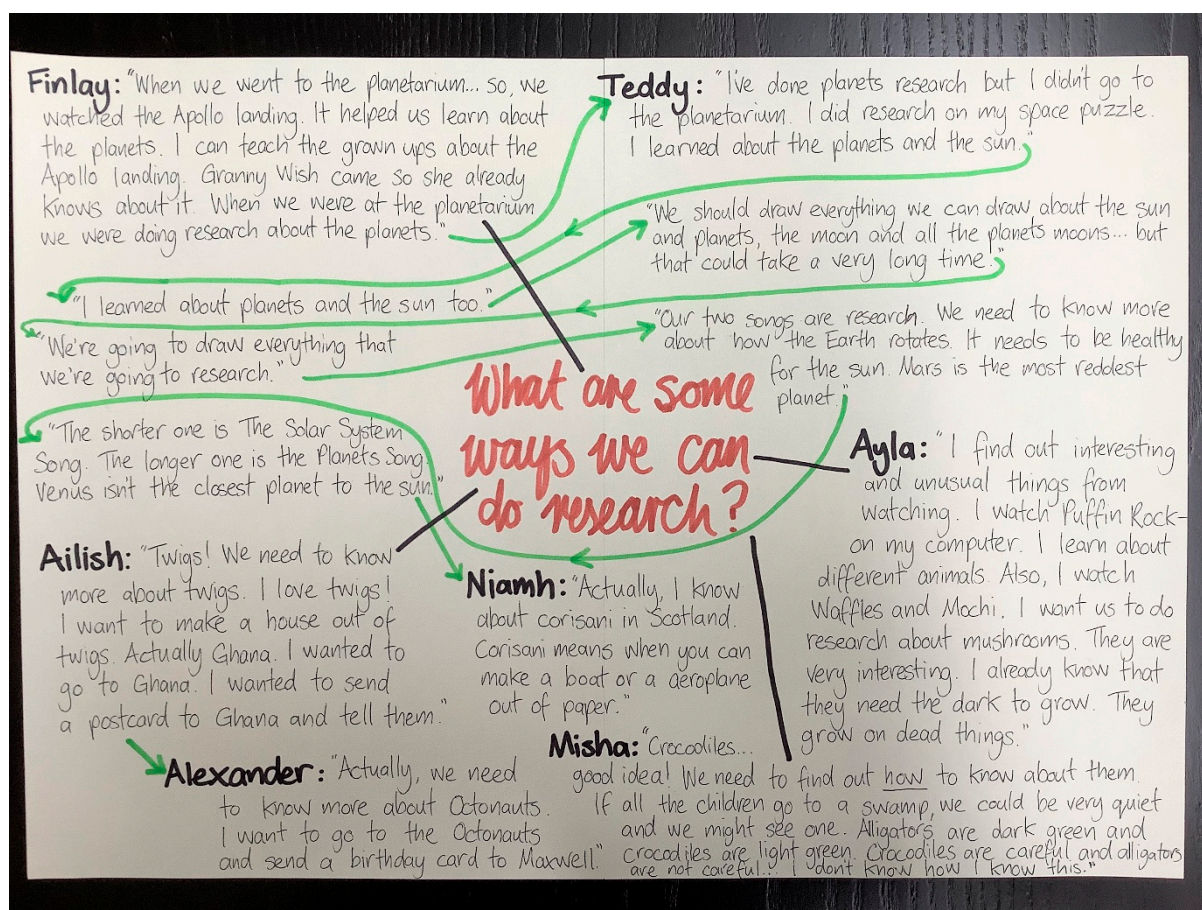 Finlay: "When we went to the planetarium... so, we
watched the Apollo landing. It helped us learn about
the planets. I can teach the grown ups about the
Apollo landing. Granny Wish came so she already
knows about it. When we were at the planetarium
we were doing research about the planets."
Teddy: "I've done planets research but I didn't go to
the planetarium. I did research on my space puzzle.
I learned about the planets and the sun."
"I learned about planets and the sun too."
"We should draw everything we can draw about the sun
and planets, the moon and all the planets moons... but
that could take a very long time!"
"We're going to draw everything that
we're going to research."
"Our two songs are research. We need to know more
about how the Earth rotates. It needs to be healthy
for the sun. Mars is the most reddest
planet."
"The shorter one is The Solar System
Song. The longer one is the Planets Song.
Venus isn't the closest planet to the sun."
What are some
ways we can
do research?
Ayla: "I find out interesting
and unusual things from
watching. I watch Puffin Rock-
on my computer. I learn about
different animals. Also, I watch
Waffles and Mochi. I want us to do
research about mushrooms. They are
very interesting. I already know that
they need the dark to grow. They
grow on dead things."
Ailish: "Twigs! We need to know
more about twigs. I love twigs!
I want to make a house out of
twigs. Actually Ghana. I wanted to
go to Ghana. I wanted to send
a postcard to Ghana and tell them."
Niamh: "Actually, I know
about corisani in Scotland.
Corisani means when you can
make a boat or a aeroplane
out of paper."
Alexander: "Actually, we need
to know more about Octonauts.
I want to go to the Octonauts
and send a birthday card to Maxwell."
Misha: "Crocodiles...
good idea! We need to find out how to know about them.
If all the children go to a swamp, we could be very quiet
and we might see one. Alligators are dark green and
crocodiles are light green. Crocodiles are careful and alligators
are not careful... I don't know how I know this."